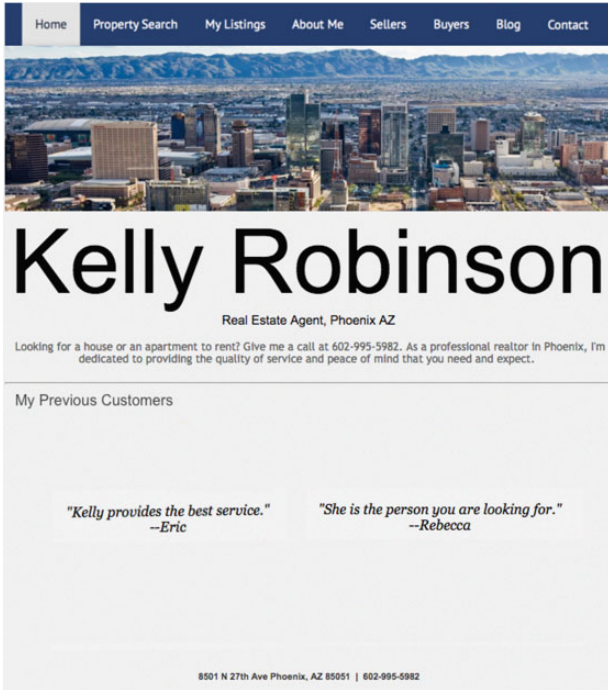 Home Property Search My Listings About Me Sellers Buyers Blog Contact
Kelly Robinson
Real Estate Agent, Phoenix AZ
Looking for a house or an apartment to rent? Give me a call at 602-995-5982. As a professional realtor in Phoenix, I'm
dedicated to providing the quality of service and peace of mind that you need and expect.
My Previous Customers
"Kelly provides the best service."
--Eric
"She is the person you are looking for."
--Rebecca
8501 N 27th Ave Phoenix, AZ 85051 | 602-995-5982